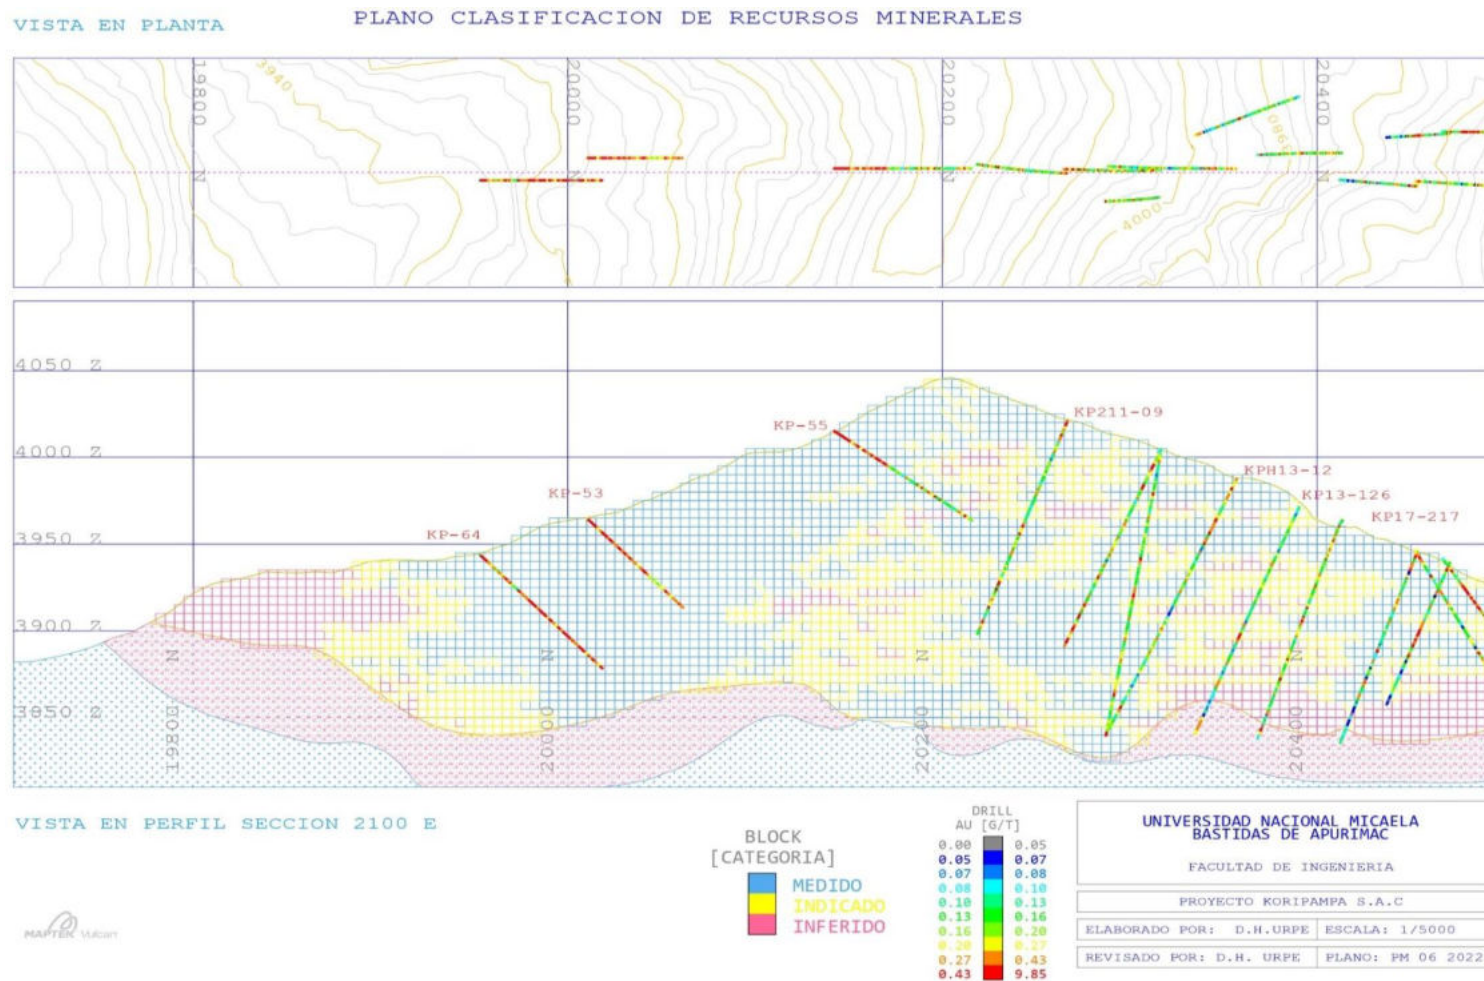 VISTA EN PLANTA
PLANO CLASIFICACION DE RECURSOS MINERALES
19800 N
20000 N
20200 N
20400 N
3940
3980
4000
4050 Z
4000 Z
3950 Z
3900 Z
3850 Z
KP-64
KP-53
KP-55
KP211-09
KPH13-12
KP13-126
KP17-217
19800 N
20000 N
20200 N
20400 N
VISTA EN PERFIL SECCION 2100 E
MAPTEK Vulcan
BLOCK
[CATEGORIA]
MEDIDO
INDICADO
INFERIDO
DRILL
AU [G/T]
0.00 0.05
0.05 0.07
0.07 0.08
0.08 0.10
0.10 0.13
0.13 0.16
0.16 0.20
0.20 0.27
0.27 0.43
0.43 9.85
UNIVERSIDAD NACIONAL MICAELA
BASTIDAS DE APURIMAC
FACULTAD DE INGENIERIA
PROYECTO KORIPAMPA S.A.C
ELABORADO POR: D.H.URPE ESCALA: 1/5000
REVISADO POR: D.H. URPE PLANO: PM 06 2022